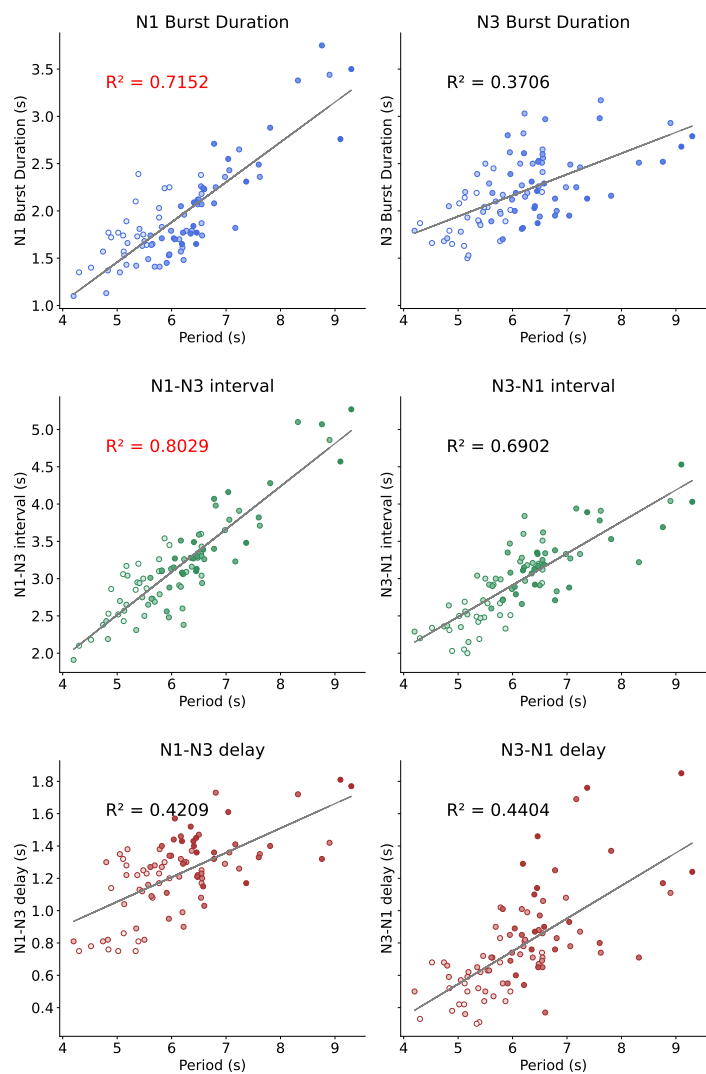 N1 Burst Duration
R² = 0.7152
N1 Burst Duration (s)
3.5
3.0
2.5
2.0
1.5
1.0
4 5 6 7 8 9
Period (s)
N3 Burst Duration
R² = 0.3706
N3 Burst Duration (s)
4 5 6 7 8 9
Period (s)
N1-N3 interval
R² = 0.8029
N1-N3 interval (s)
5.0
4.5
4.0
3.5
3.0
2.5
2.0
4 5 6 7 8 9
Period (s)
N3-N1 interval
R² = 0.6902
N3-N1 interval (s)
4 5 6 7 8 9
Period (s)
N1-N3 delay
R² = 0.4209
N1-N3 delay (s)
1.8
1.6
1.4
1.2
1.0
0.8
0.6
0.4
4 5 6 7 8 9
Period (s)
N3-N1 delay
R² = 0.4404
N3-N1 delay (s)
4 5 6 7 8 9
Period (s)